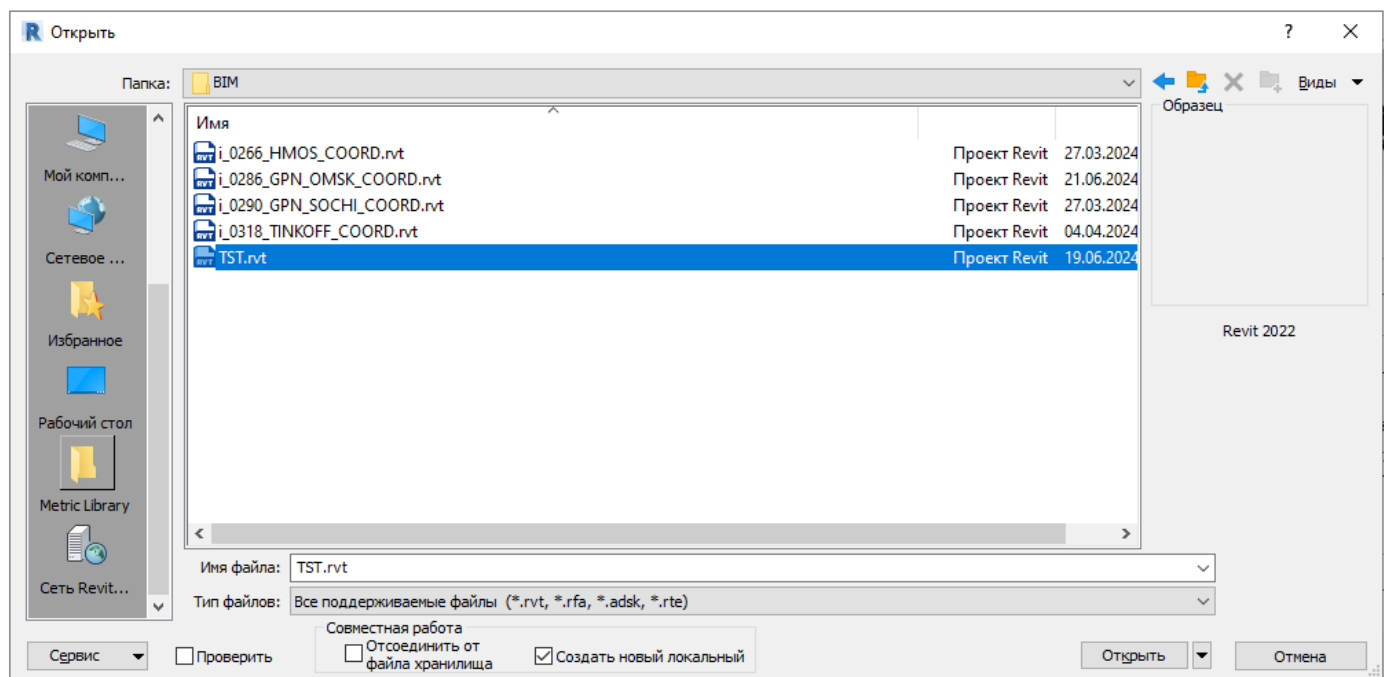 R Открыть ?
Папка: BIM Виды
Имя
Образец
i_0266_HMOS_COORD.rvt Проект Revit 27.03.2024
i_0286_GPN_OMSK_COORD.rvt Проект Revit 21.06.2024
i_0290_GPN_SOCHI_COORD.rvt Проект Revit 27.03.2024
i_0318_TINKOFF_COORD.rvt Проект Revit 04.04.2024
TST.rvt Проект Revit 19.06.2024
Мой комп...
Сетевое ...
Избранное
Рабочий стол
Metric Library
Сеть Revit...
Revit 2022
Имя файла: TST.rvt
Тип файлов: Все поддерживаемые файлы (*.rvt, *.rfa, *.adsk, *.rte)
Совместная работа
Сервис Проверить Отсоединить от
файла хранилища Создать новый локальный Открыть Отмена